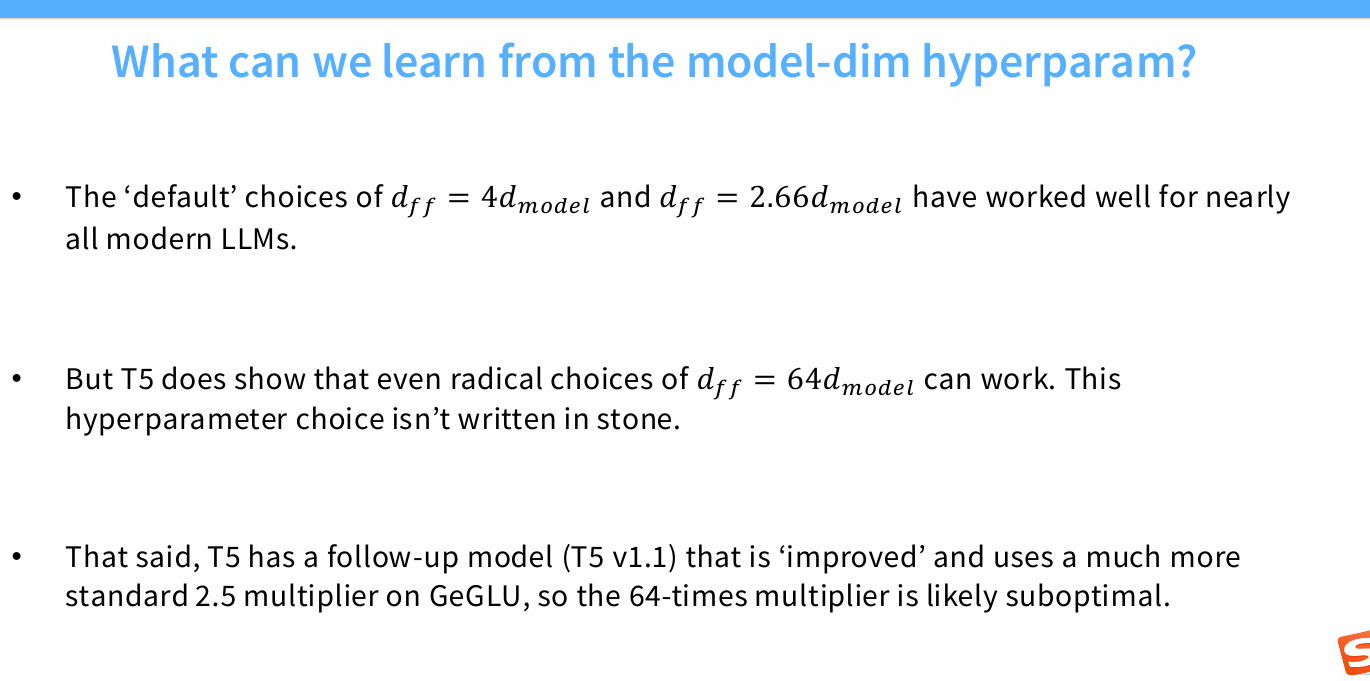 What can we learn from the model-dim hyperparam?
• The ‘default’ choices of d_{ff} = 4d_{model} and d_{ff} = 2.66d_{model} have worked well for nearly
all modern LLMs.
• But T5 does show that even radical choices of d_{ff} = 64d_{model} can work. This
hyperparameter choice isn’t written in stone.
• That said, T5 has a follow-up model (T5 v1.1) that is ‘improved’ and uses a much more
standard 2.5 multiplier on GeGLU, so the 64-times multiplier is likely suboptimal.